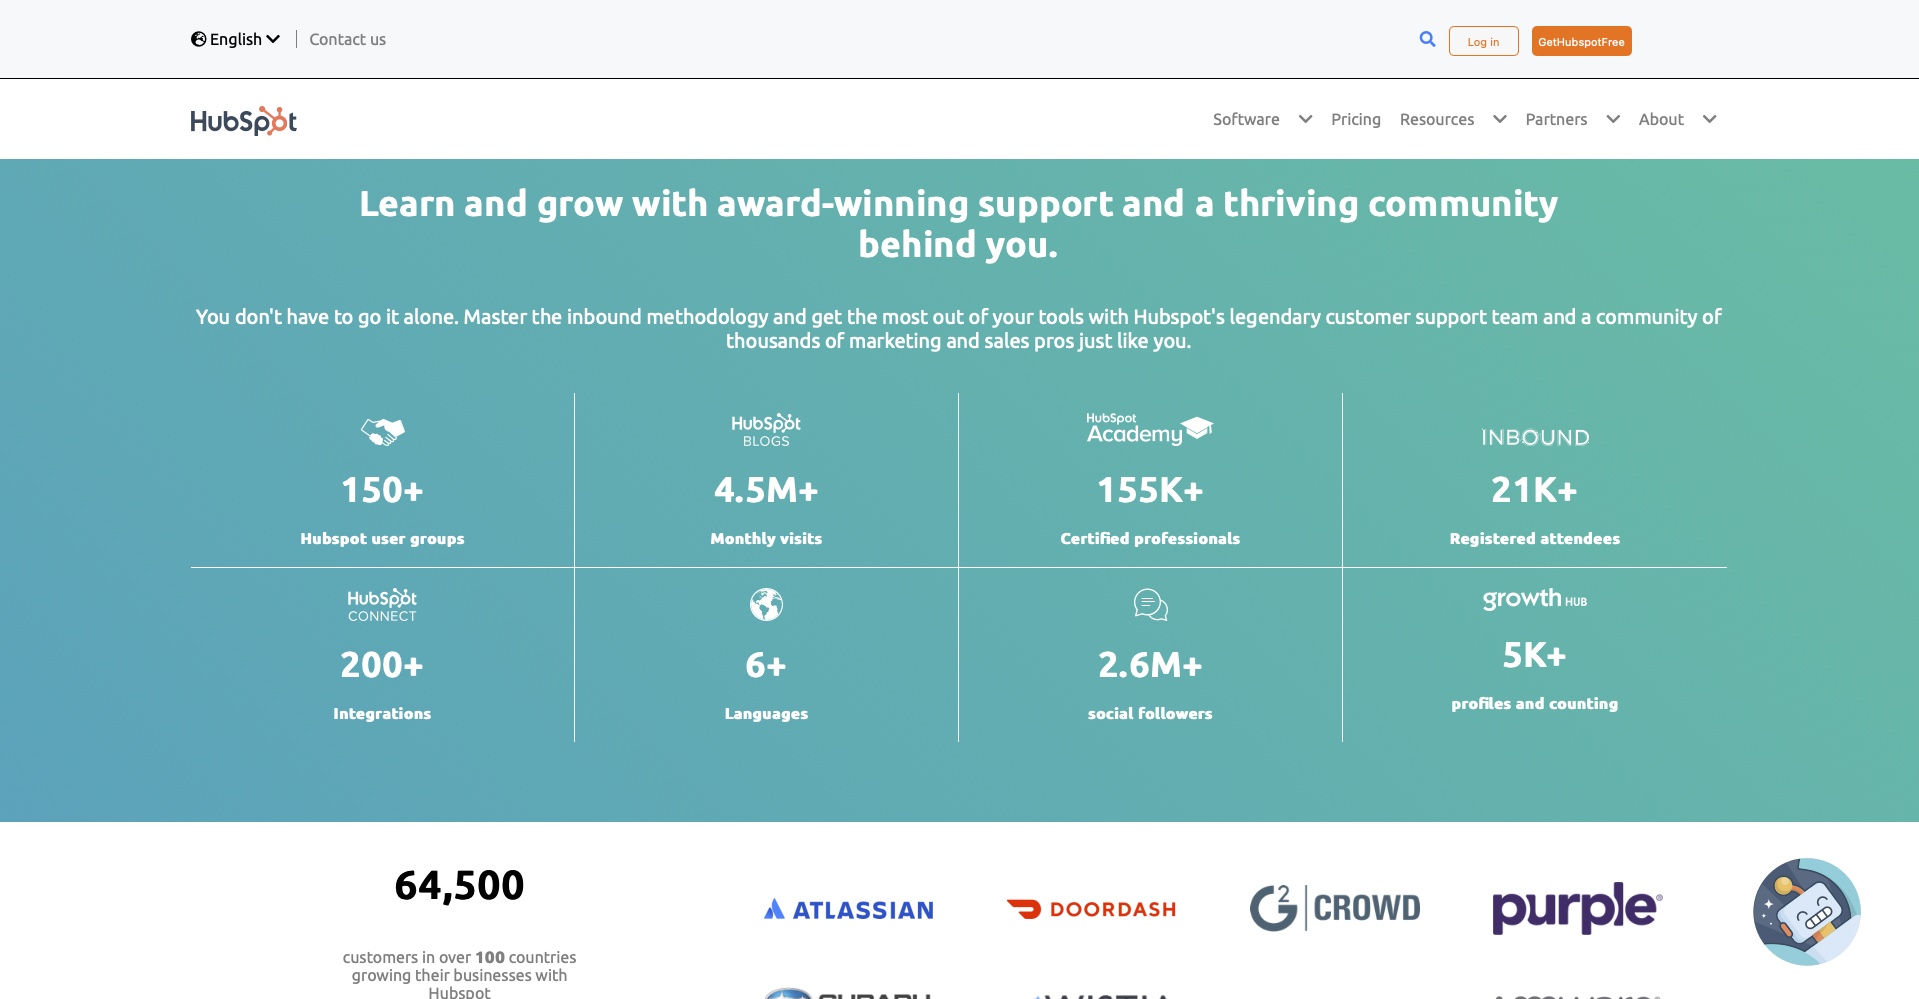 English
Contact us
Log in
GetHubspotFree
HubSpot
Software
Pricing
Resources
Partners
About
Learn and grow with award-winning support and a thriving community
behind you.
You don't have to go it alone. Master the inbound methodology and get the most out of your tools with Hubspot's legendary customer support team and a community of
thousands of marketing and sales pros just like you.
150+
Hubspot user groups
HubSpot
BLOGS
4.5M+
Monthly visits
HubSpot
Academy
155K+
Certified professionals
INBOUND
21K+
Registered attendees
HubSpot
CONNECT
200+
Integrations
6+
Languages
2.6M+
social followers
growth HUB
5K+
profiles and counting
64,500
customers in over 100 countries
growing their businesses with
Hubspot
ATLASSIAN
DOORDASH
G2 CROWD
purple®
SUBARU
WISTIA